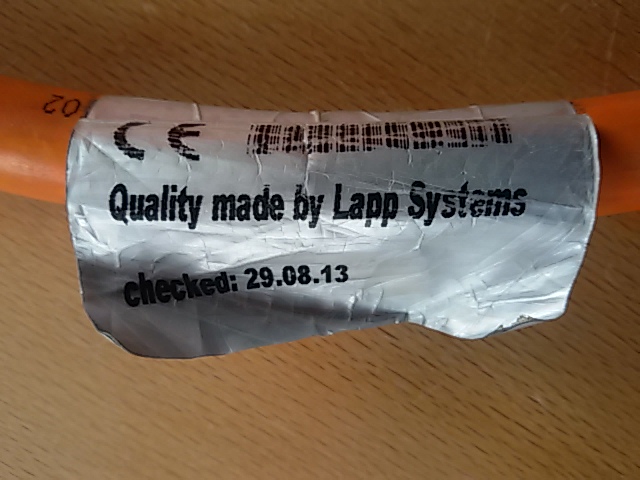 CE
Quality made by Lapp Systems
checked: 29.08.13